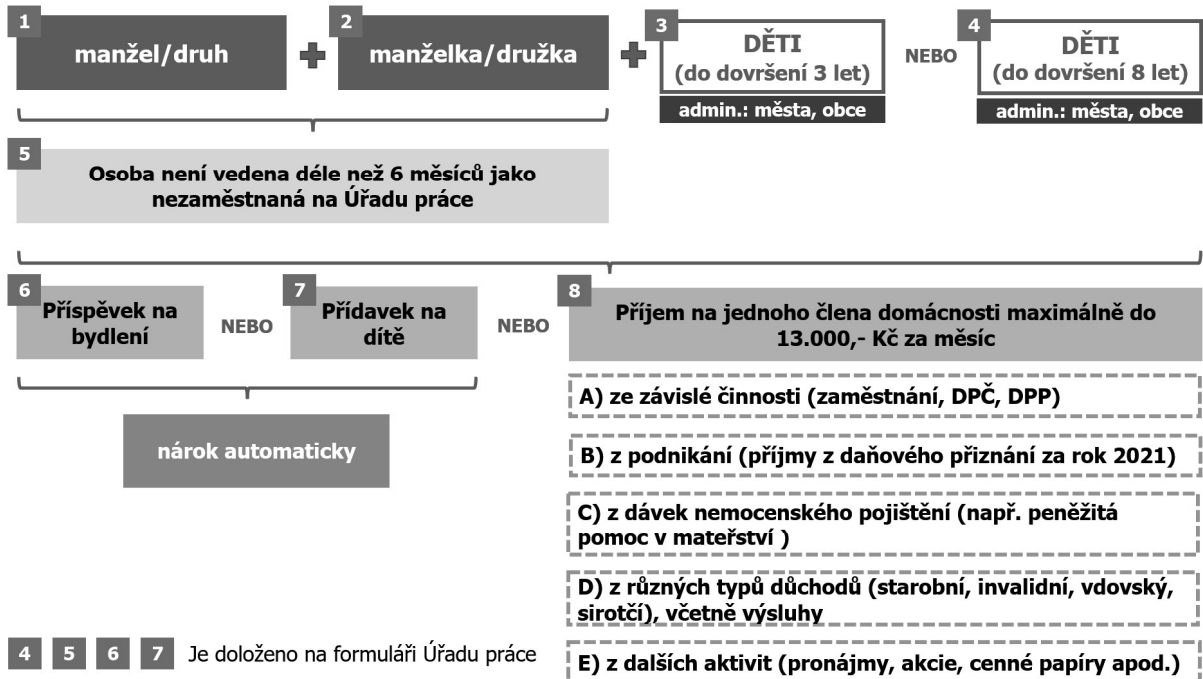 1
manžel/druh
2
manželka/družka
3
DĚTI
(do dovršení 3 let)
admin.: města, obce
NEBO
4
DĚTI
(do dovršení 8 let)
admin.: města, obce
5
Osoba není vedena déle než 6 měsíců jako
nezaměstnaná na Úřadu práce
6
Příspěvek na
bydlení
NEBO
7
Přídavek na
dítě
NEBO
8
Příjem na jednoho člena domácnosti maximálně do
13.000,- Kč za měsíc
nárok automaticky
A) ze závislé činnosti (zaměstnání, DPČ, DPP)
B) z podnikání (příjmy z daňového přiznání za rok 2021)
C) z dávek nemocenského pojištění (např. peněžitá
pomoc v mateřství )
D) z různých typů důchodů (starobní, invalidní, vdovský,
sirotčí), včetně výsluhy
E) z dalších aktivit (pronájmy, akcie, cenné papíry apod.)
4 5 6 7 Je doloženo na formuláři Úřadu práce